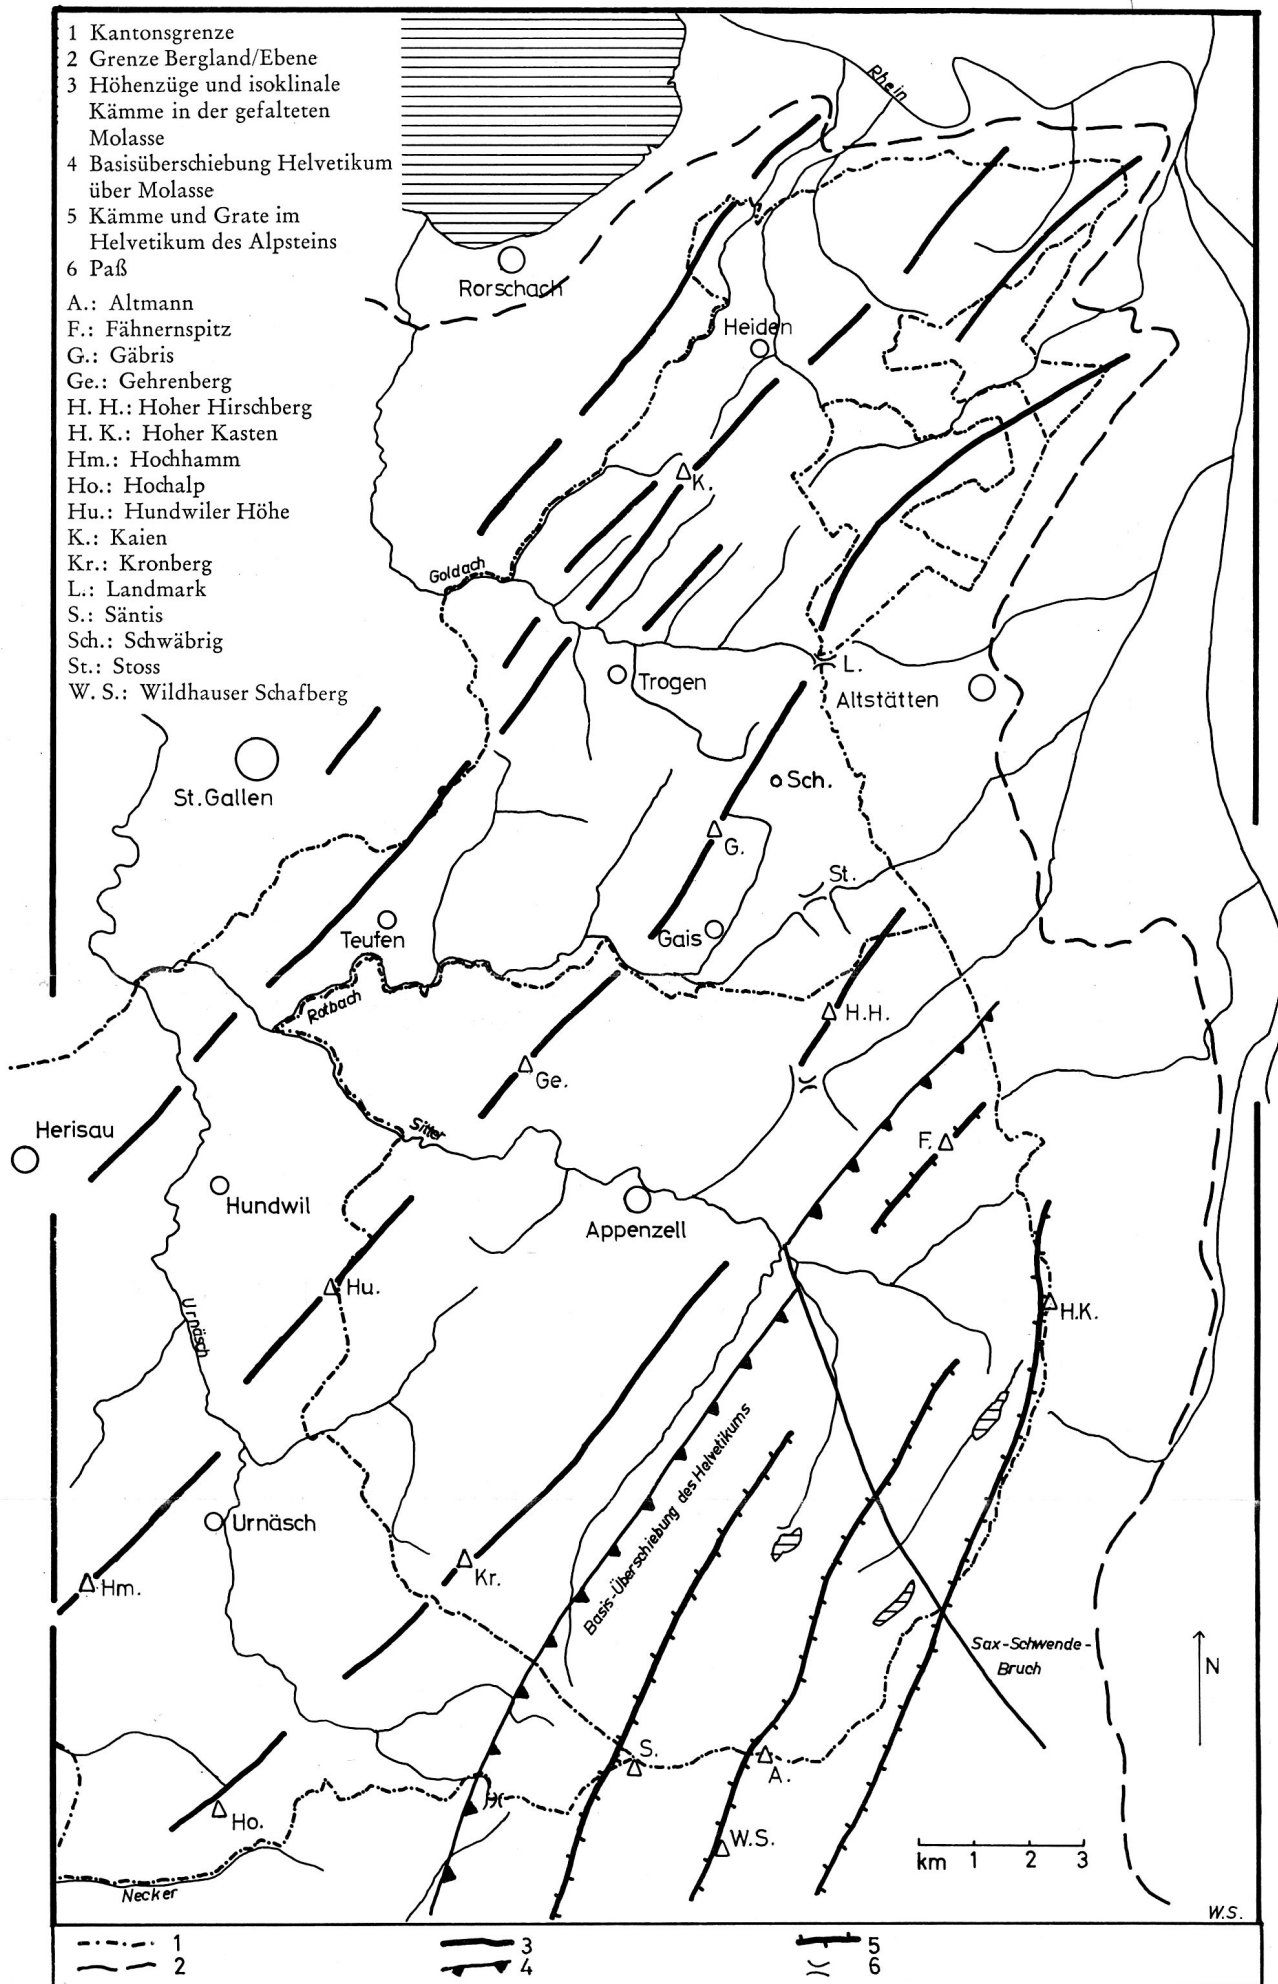 1 Kantonsgrenze
2 Grenze Bergland/Ebene
3 Höhenzüge und isoklinale
Kämme in der gefalteten
Molasse
4 Basisüberschiebung Helvetikum
über Molasse
5 Kämme und Grate im
Helvetikum des Alpsteins
6 Paß
A.: Altmann
F.: Fähnernspitz
G.: Gäbris
Ge.: Gehrenberg
H. H.: Hoher Hirschberg
H. K.: Hoher Kasten
Hm.: Hochhamm
Ho.: Hochalp
Hu.: Hundwiler Höhe
K.: Kaien
Kr.: Kronberg
L.: Landmark
S.: Säntis
Sch.: Schwäbrig
St.: Stoss
W. S.: Wildhauser Schafberg
Rhein
Rorschach
Heiden
K.
Goldach
L.
Trogen
Altstätten
Sch.
St.Gallen
G.
St.
Teufen
Gais
Rotbach
H.H.
Ge.
Sitter
Herisau
F.
Hundwil
Appenzell
Hu.
Urnäsch
H.K.
Basis-Überschiebung des Helvetikums
Urnäsch
Kr.
Hm.
Sax-Schwende-
Bruch
N
S.
A.
Ho.
W.S.
km 1 2 3
Necker
W.S.
1 3 5
2 4 6